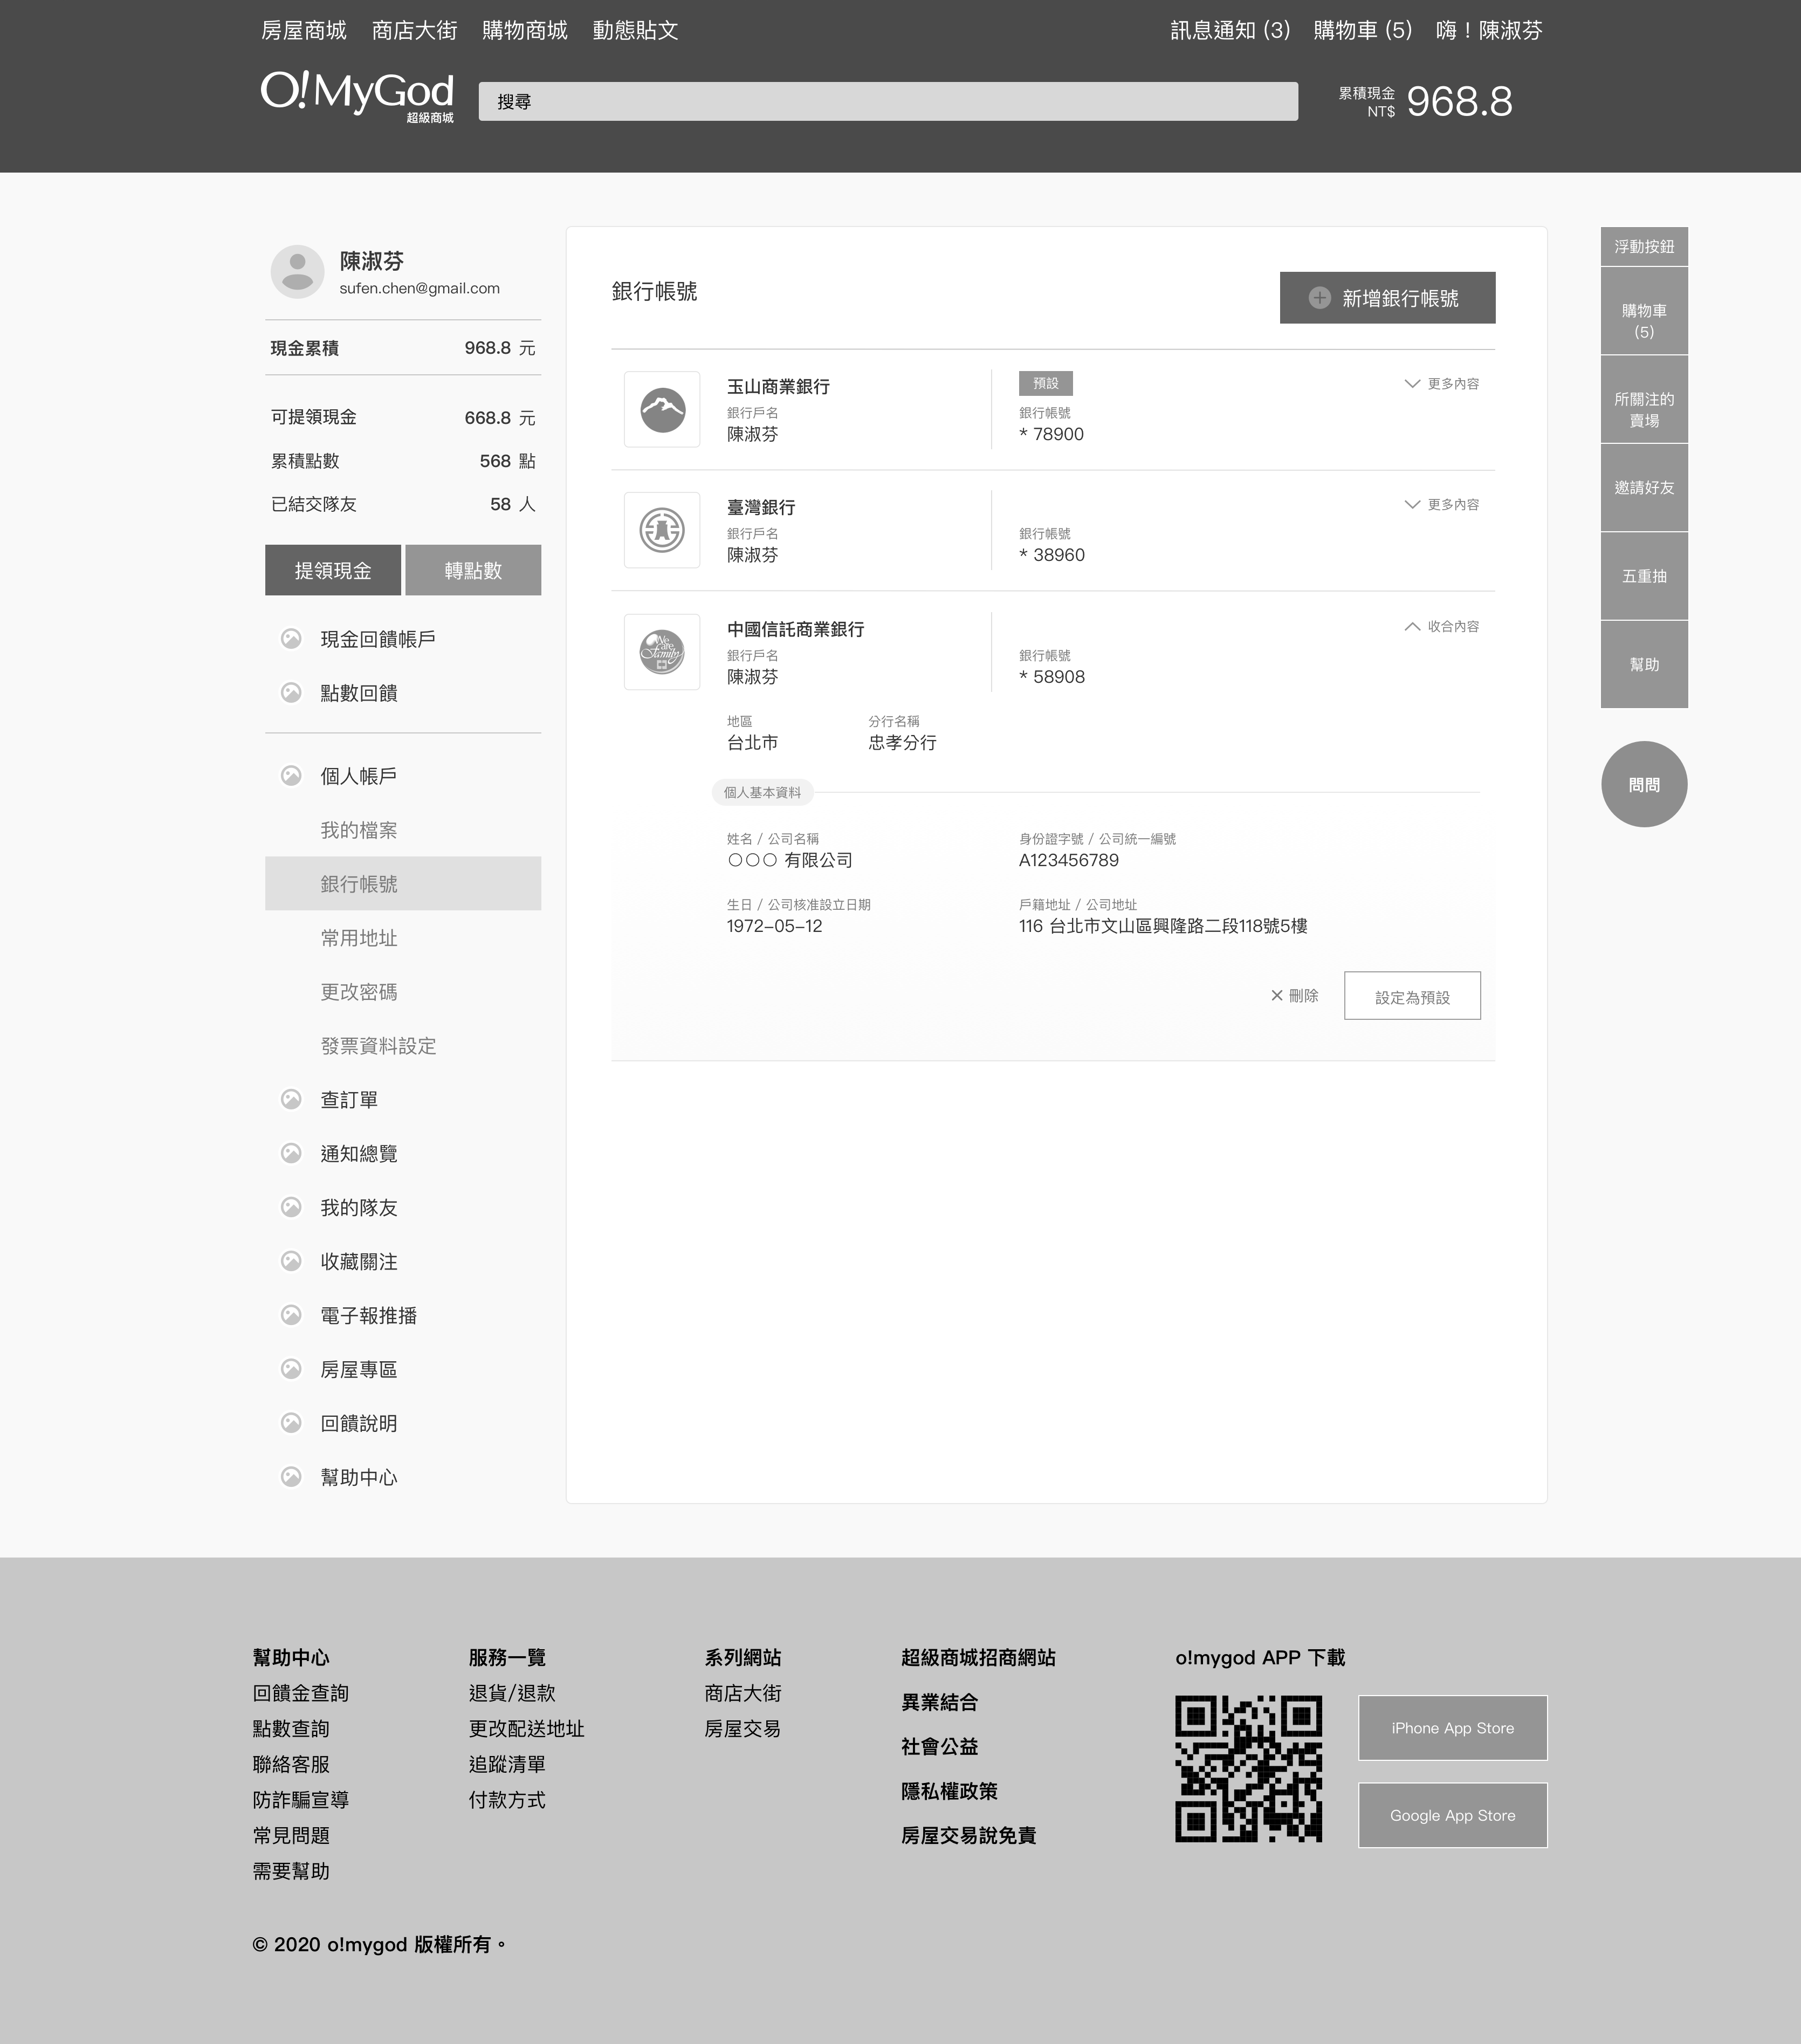 房屋商城 商店大街 購物商城 動態貼文 訊息通知 (3) 購物車 (5) 嗨！陳淑芬
O!MyGod
超級商城
搜尋
累積現金
NT$
968.8
陳淑芬
sufen.chen@gmail.com
現金累積 968.8 元
可提領現金 668.8 元
累積點數 568 點
已結交隊友 58 人
提領現金 轉點數
現金回饋帳戶
點數回饋
個人帳戶
我的檔案
銀行帳號
常用地址
更改密碼
發票資料設定
查訂單
通知總覽
我的隊友
收藏關注
電子報推播
房屋專區
回饋說明
幫助中心
銀行帳號
新增銀行帳號
玉山商業銀行 預設 更多內容
銀行戶名 銀行帳號
陳淑芬 * 78900
臺灣銀行 更多內容
銀行戶名 銀行帳號
陳淑芬 * 38960
We
are
Family
中國信託商業銀行 收合內容
銀行戶名 銀行帳號
陳淑芬 * 58908
地區 分行名稱
台北市 忠孝分行
個人基本資料
姓名 / 公司名稱 身份證字號 / 公司統一編號
〇〇〇 有限公司 A123456789
生日 / 公司核准設立日期 戶籍地址 / 公司地址
1972-05-12 116 台北市文山區興隆路二段118號5樓
刪除 設定為預設
浮動按鈕
購物車
(5)
所關注的
賣場
邀請好友
五重抽
幫助
問問
幫助中心
回饋金查詢
點數查詢
聯絡客服
防詐騙宣導
常見問題
需要幫助
服務一覽
退貨/退款
更改配送地址
追蹤清單
付款方式
系列網站
商店大街
房屋交易
超級商城招商網站
異業結合
社會公益
隱私權政策
房屋交易說免責
o!mygod APP 下載
iPhone App Store
Google App Store
© 2020 o!mygod 版權所有。